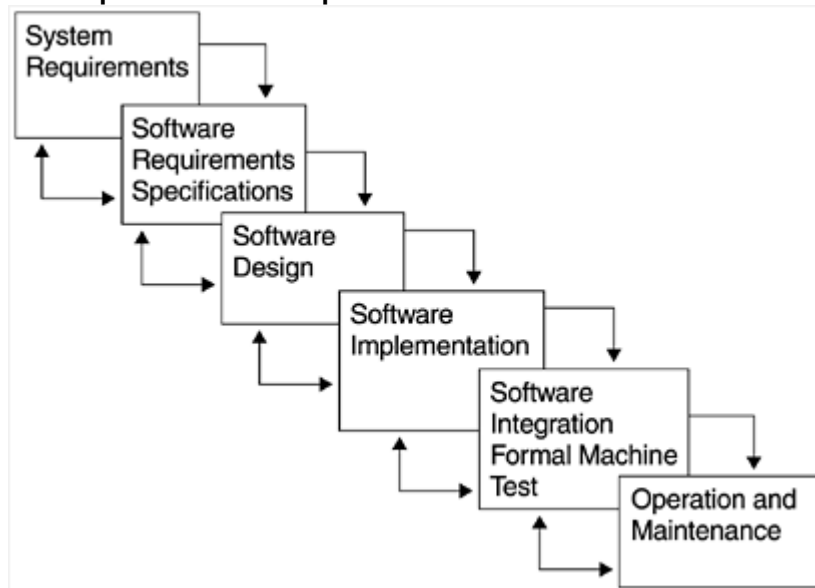 System
Requirements
Software
Requirements
Specifications
Software
Design
Software
Implementation
Software
Integration
Formal Machine
Test
Operation and
Maintenance